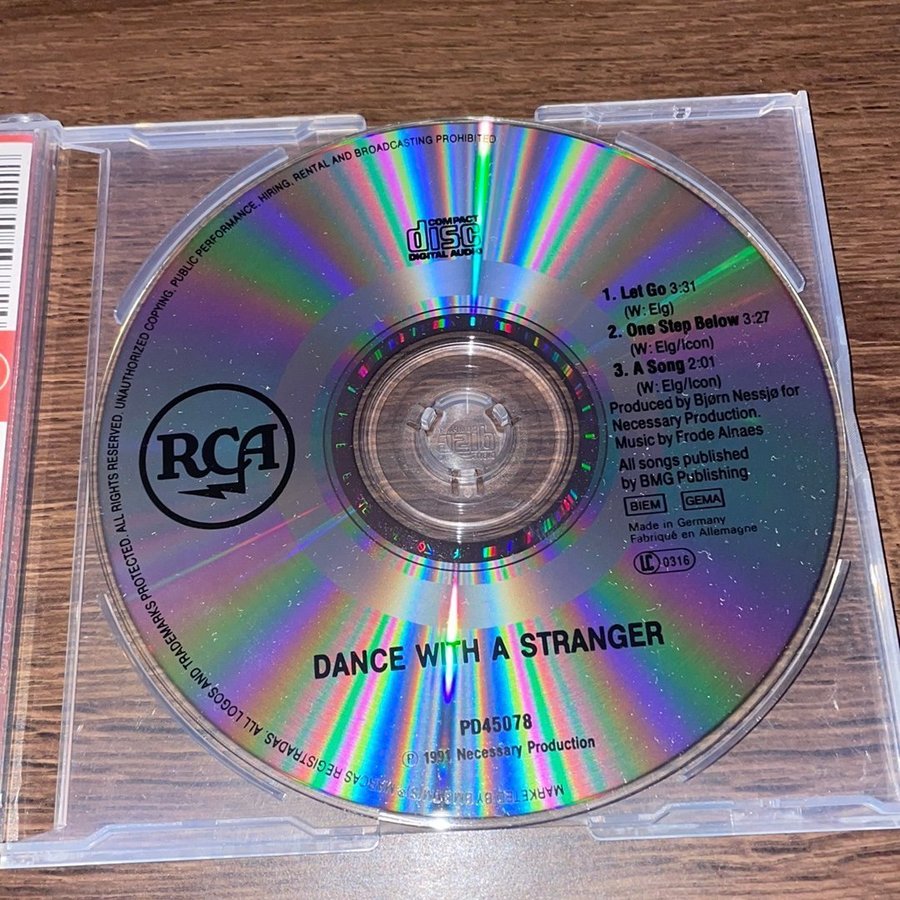 UNAUTHORIZED COPYING, PUBLIC PERFORMANCE, HIRING, RENTAL AND BROADCASTING PROHIBITED
COMPACT
disc
DIGITAL AUDIO
1. Let Go 3:31
(W: Elg)
2. One Step Below 3:27
(W: Elg/Icon)
3. A Song 2:01
(W: Elg/Icon)
Produced by Bjørn Nessjø for
Necessary Production.
Music by Frode Alnaes
All songs published
by BMG Publishing.
BIEM GEMA
Made in Germany
Fabriqué en Allemagne
LC 0316
RCA
DANCE WITH A STRANGER
PD45078
℗ 1991 Necessary Production
MARCAS REGISTRADAS. ALL LOGOS AND TRADEMARKS PROTECTED. ALL RIGHTS RESERVED.